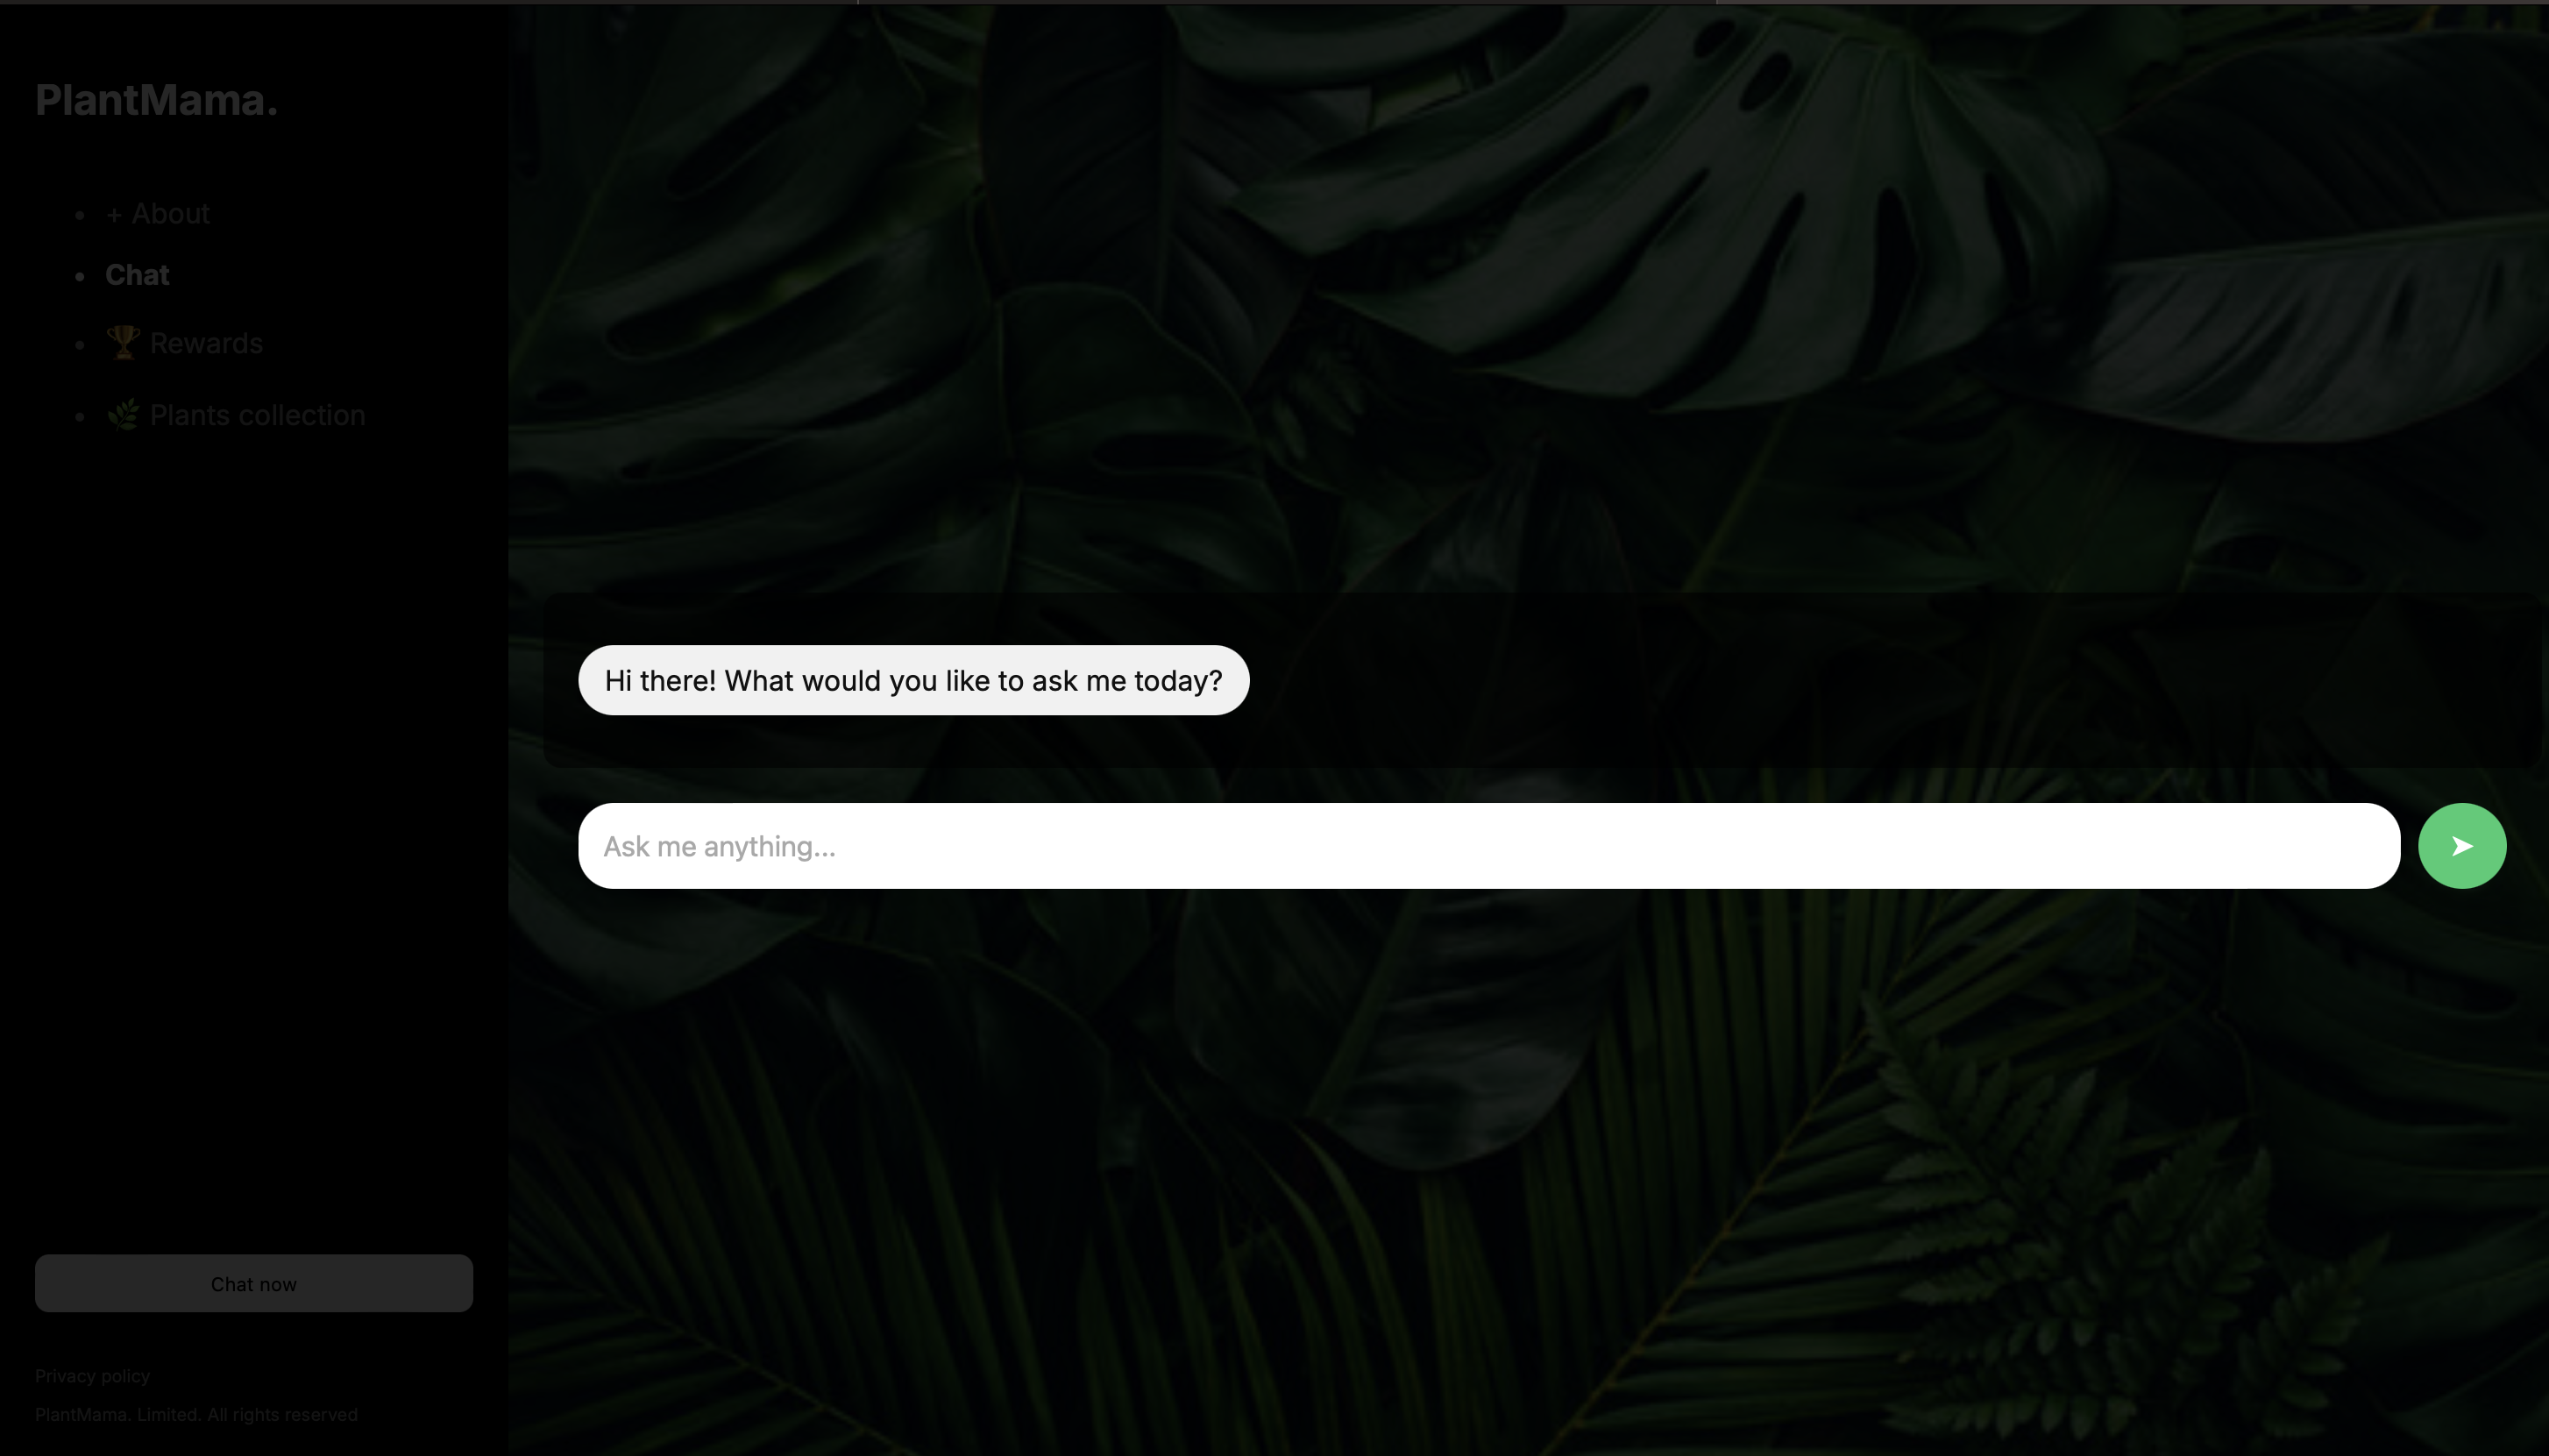 PlantMama.
+ About
Chat
🏆 Rewards
🌿 Plants collection
Hi there! What would you like to ask me today?
Ask me anything...
➤
Chat now
Privacy policy
PlantMama. Limited. All rights reserved